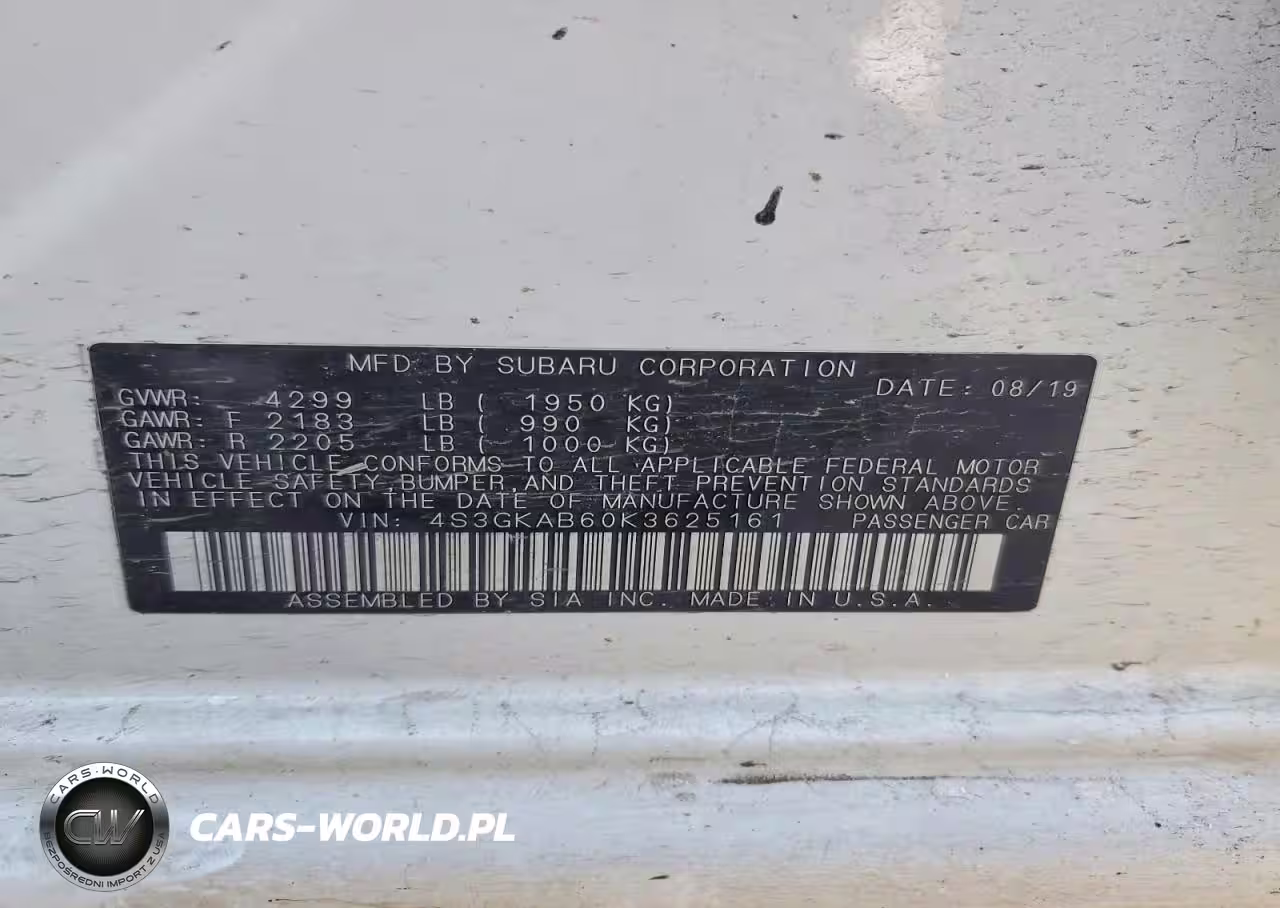 MFD BY SUBARU CORPORATION
DATE: 08/19
GVWR: 4299 LB ( 1950 KG)
GAWR: F 2183 LB ( 990 KG)
GAWR: R 2205 LB ( 1000 KG)
THIS VEHICLE CONFORMS TO ALL APPLICABLE FEDERAL MOTOR
VEHICLE SAFETY, BUMPER, AND THEFT PREVENTION STANDARDS
IN EFFECT ON THE DATE OF MANUFACTURE SHOWN ABOVE.
VIN: 4S3GKAB60K3625161 PASSENGER CAR
ASSEMBLED BY SIA INC. MADE IN U.S.A.
CARS-WORLD
CW
BEZPOŚREDNI IMPORT Z USA
CARS-WORLD.PL